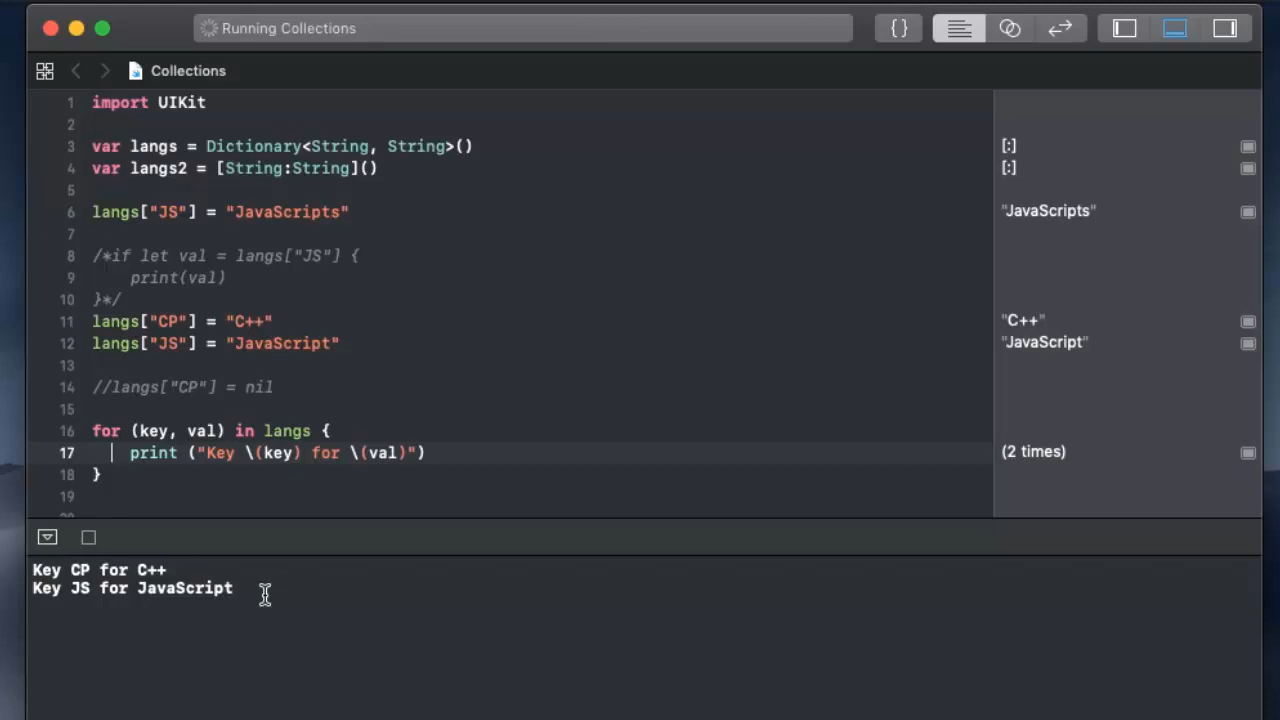 Running Collections
{ }
Collections
1 import UIKit
2
3 var langs = Dictionary<String, String>() [:]
4 var langs2 = [String:String]() [:]
5
6 langs["JS"] = "JavaScripts" "JavaScripts"
7
8 /*if let val = langs["JS"] {
9     print(val)
10 }*/
11 langs["CP"] = "C++" "C++"
12 langs["JS"] = "JavaScript" "JavaScript"
13
14 //langs["CP"] = nil
15
16 for (key, val) in langs {
17     print ("Key \(key) for \(val)") (2 times)
18 }
19
Key CP for C++
Key JS for JavaScript